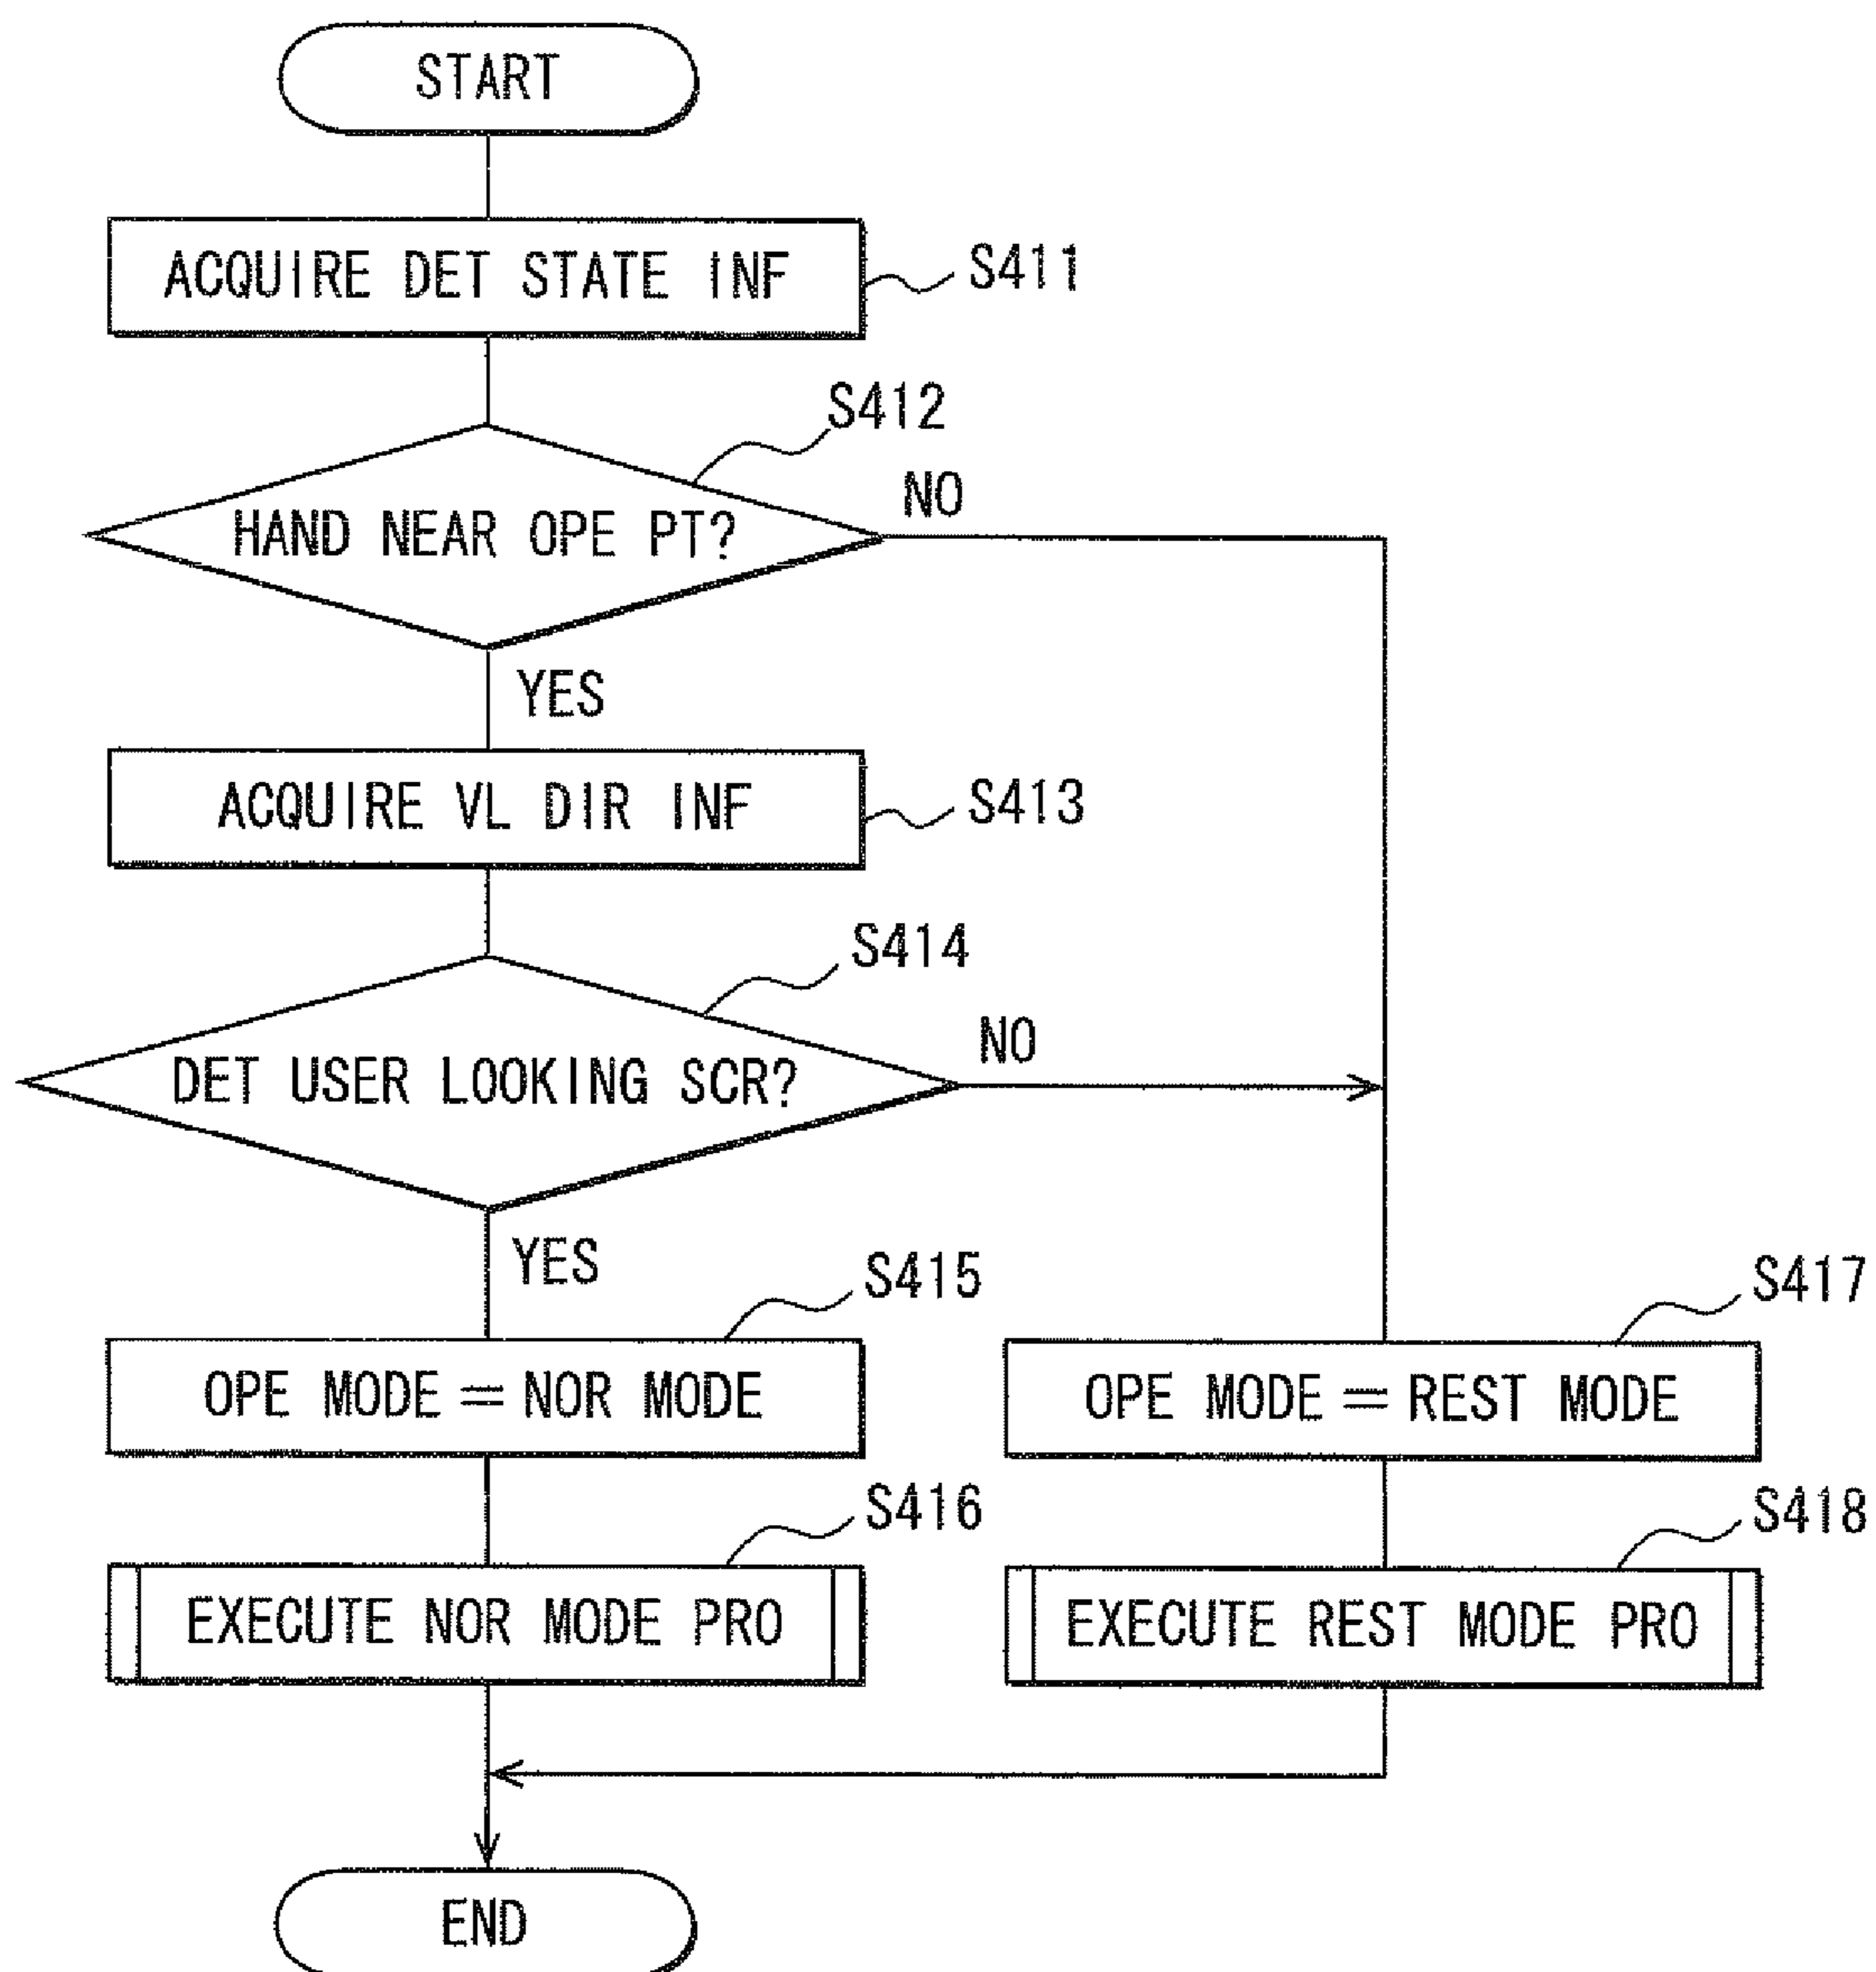 START
ACQUIRE DET STATE INF
S411
S412
HAND NEAR OPE PT?
NO
YES
ACQUIRE VL DIR INF
S413
S414
DET USER LOOKING SCR?
NO
YES
S415
OPE MODE = NOR MODE
S417
OPE MODE = REST MODE
S416
EXECUTE NOR MODE PRO
S418
EXECUTE REST MODE PRO
END